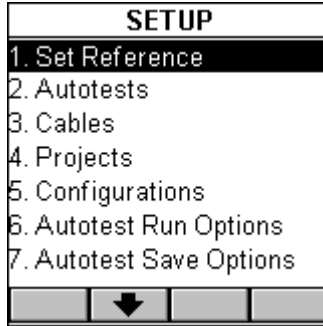 SETUP
1. Set Reference
2. Autotests
3. Cables
4. Projects
5. Configurations
6. Autotest Run Options
7. Autotest Save Options